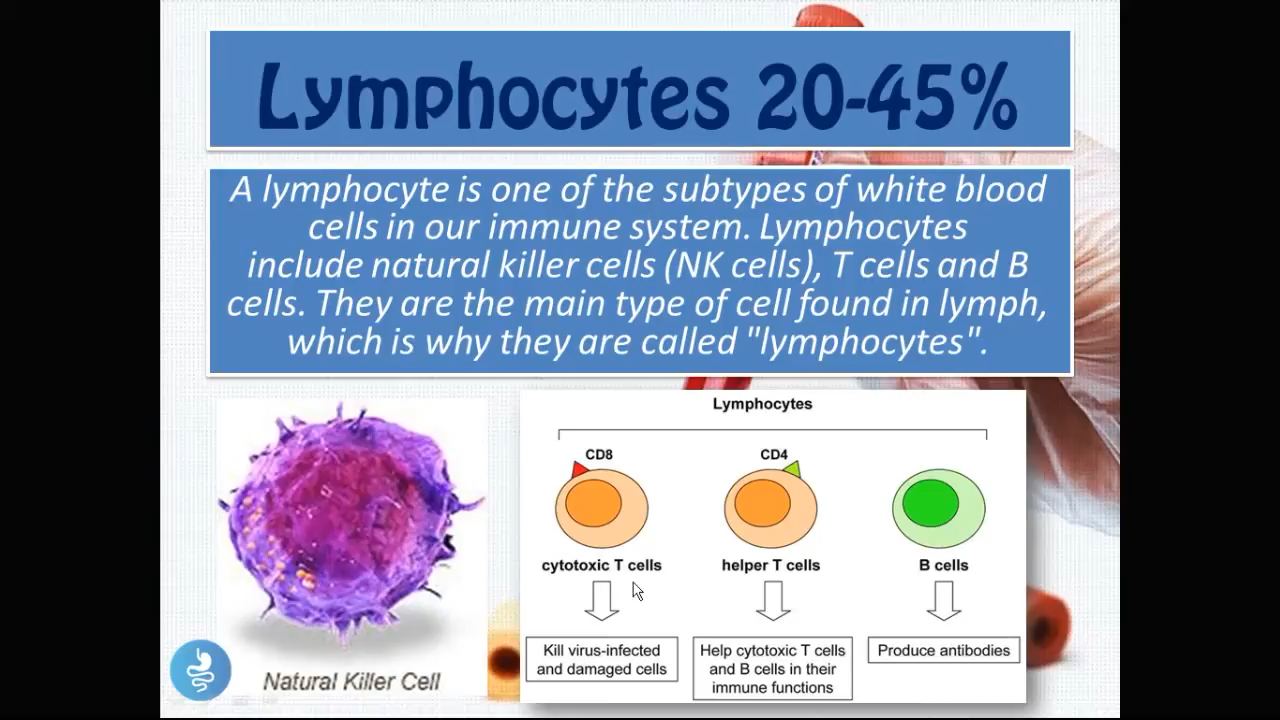 Lymphocytes 20-45%
A lymphocyte is one of the subtypes of white blood
cells in our immune system. Lymphocytes
include natural killer cells (NK cells), T cells and B
cells. They are the main type of cell found in lymph,
which is why they are called "lymphocytes".
Natural Killer Cell
Lymphocytes
CD8
CD4
cytotoxic T cells
helper T cells
B cells
Kill virus-infected
and damaged cells
Help cytotoxic T cells
and B cells in their
immune functions
Produce antibodies